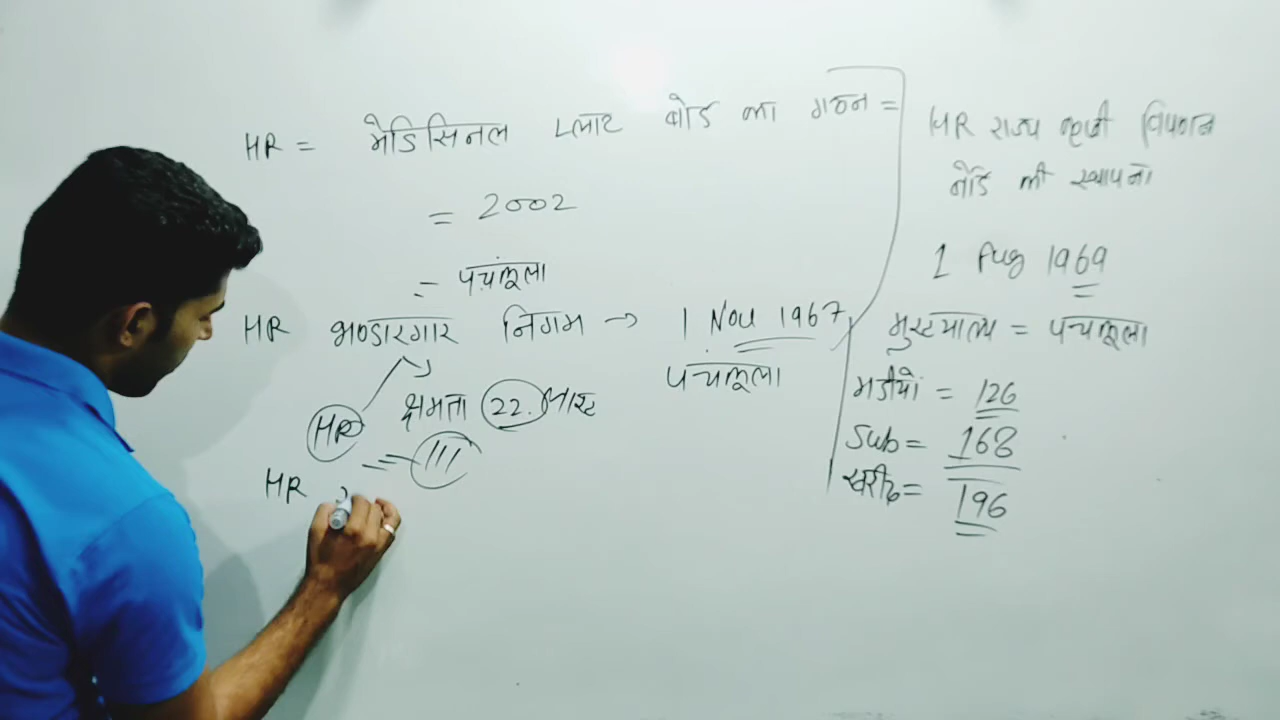 HR = मेडिसिनल प्लांट बोर्ड का गठन =
= 2002
= पंचकूला
HR भण्डारगार निगम → 1 Nov 1967,
पंचकूला
क्षमता 22. लाख
HR
= 111
HR
HR राज्य कृषी विपणन
बोर्ड की स्थापना
1 Aug 1969
मुख्यालय = पंचकूला
मडीयों = 126
Sub = 168
खरीद = 196